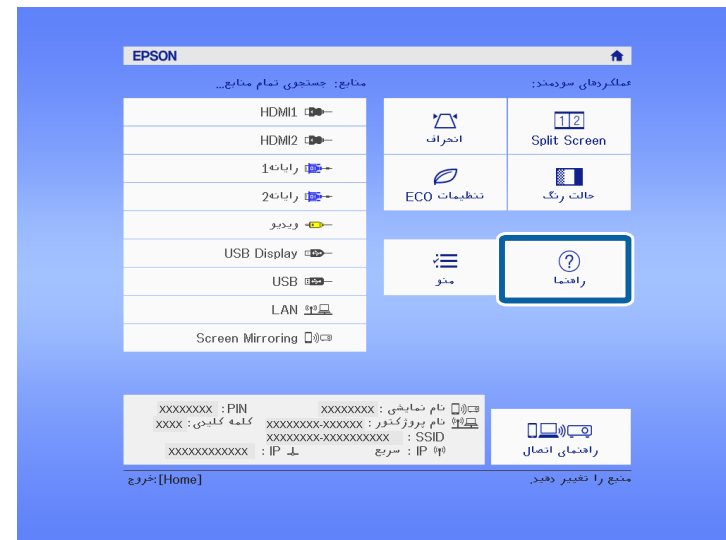 EPSON
عملکردهای سودمند:
منابع: جستجوی تمام منابع...
HDMI1
HDMI2
رایانه1
رایانه2
ویدیو
USB Display
USB
LAN
Screen Mirroring
1 2
Split Screen
انحراف
حالت رنگ
تنظیمات ECO
?
راهنما
منو
نام نمایشی : xxxxxxxx
PIN : xxxxxxxx
نام پروژکتور : xxxxxxxx-xxxxxx
کلمه کلیدی: xxxx
SSID : xxxxxxxx-xxxxxxxxxx
IP : سریع
IP : xxxxxxxxxxxx
راهنمای اتصال
منبع را تغییر دهید.
[Home]:خروج